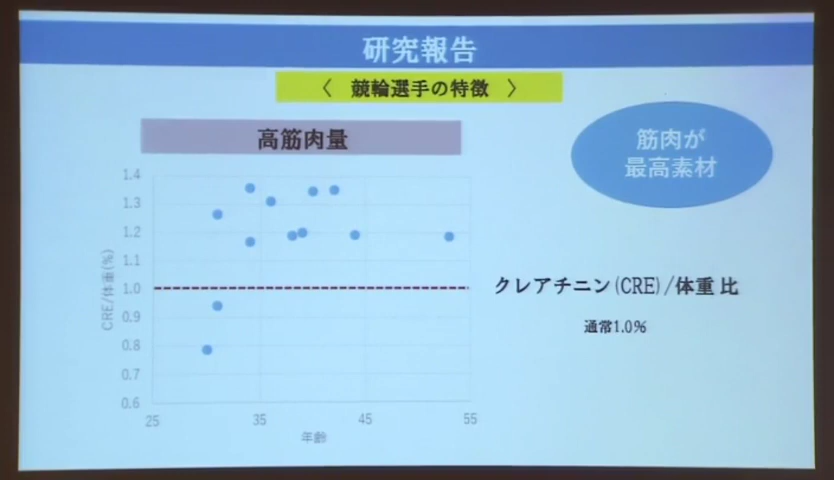 研究報告
〈 競輪選手の特徴 〉
高筋肉量
筋肉が
最高素材
1.4
1.3
1.2
1.1
1.0
0.9
0.8
0.7
0.6
CRE/体重(%)
25
35
45
55
年齢
クレアチニン(CRE)/体重 比
通常1.0%